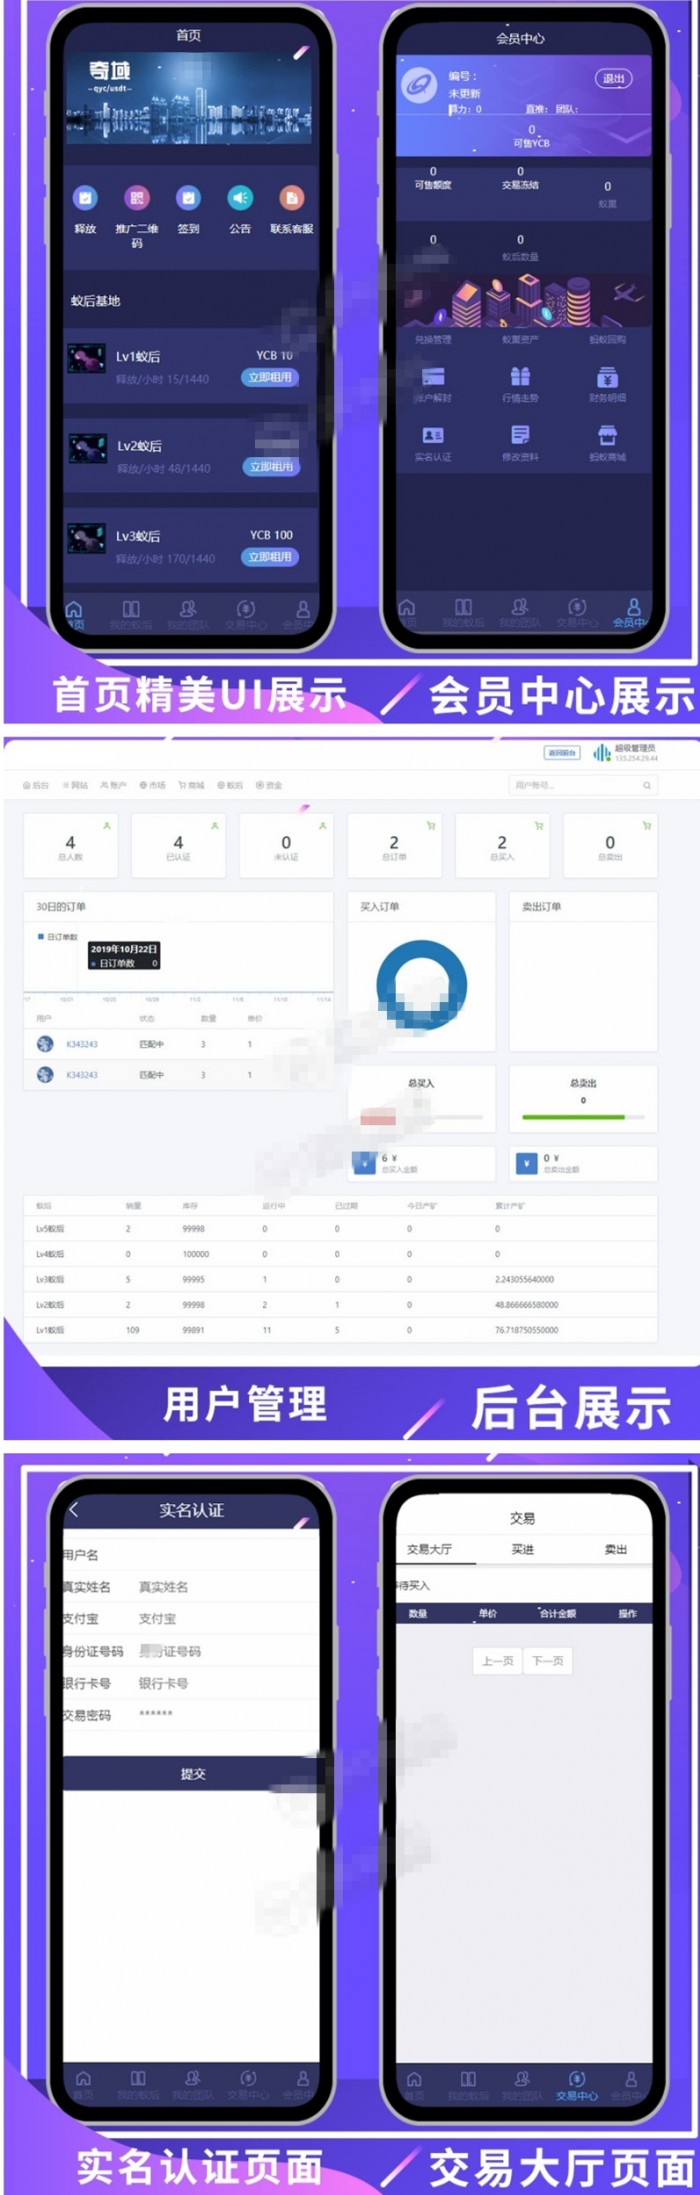 首页
奇域
-qyc/usdt-
释放
推广二维码
签到
公告
联系客服
蚁后基地
Lv1蚁后
YCB 10
释放/小时 15/1440
立即租用
Lv2蚁后
释放/小时 48/1440
立即租用
Lv3蚁后
YCB 100
释放/小时 170/1440
立即租用
首页
我的蚁后
我的团队
交易中心
会员中
会员中心
编号：
退出
未更新
算力：0
直推：
团队：
0
可售YCB
0
0
0
可售额度
交易冻结
蚁巢
0
0
蚁后数量
兑换管理
蚁巢资产
蚂蚁回购
账户解封
行情走势
财务明细
实名认证
修改资料
蚂蚁商城
首页
我的蚁后
我的团队
交易中心
会员中心
首页精美UI展示
会员中心展示
返回前台
超级管理员
135.254.29.44
后台
网站
账户
市场
商城
蚁后
资金
用户账号...
4
总人数
4
已认证
0
未认证
2
总订单
2
总买入
0
总卖出
30日的订单
日订单数
2019年10月22日
日订单数 0
10/21
10/25
10/29
11/2
11/6
11/10
11/14
用户
状态
数量
单价
K343243
匹配中
3
1
K343243
匹配中
3
1
买入订单
卖出订单
总买入
总卖出
0
6 ¥
总买入金额
0 ¥
总卖出金额
蚁后 销量 库存 运行中 已过期 今日产矿 累计产矿
Lv5蚁后 2 99998 0 0 0 0
Lv4蚁后 0 100000 0 0 0 0
Lv3蚁后 5 99995 1 0 0 2.243055640000
Lv2蚁后 2 99998 2 1 0 48.866666580000
Lv1蚁后 109 99891 11 5 0 76.718750550000
用户管理
后台展示
实名认证
用户名
真实姓名
真实姓名
支付宝
支付宝
身份证号码
身份证号码
银行卡号
银行卡号
交易密码
******
提交
首页
我的蚁后
我的团队
交易中心
会员中
交易
交易大厅
买进
卖出
待买入
数量
单价
合计金额
操作
上一页
下一页
首页
我的蚁后
我的团队
交易中心
会员中心
实名认证页面
交易大厅页面